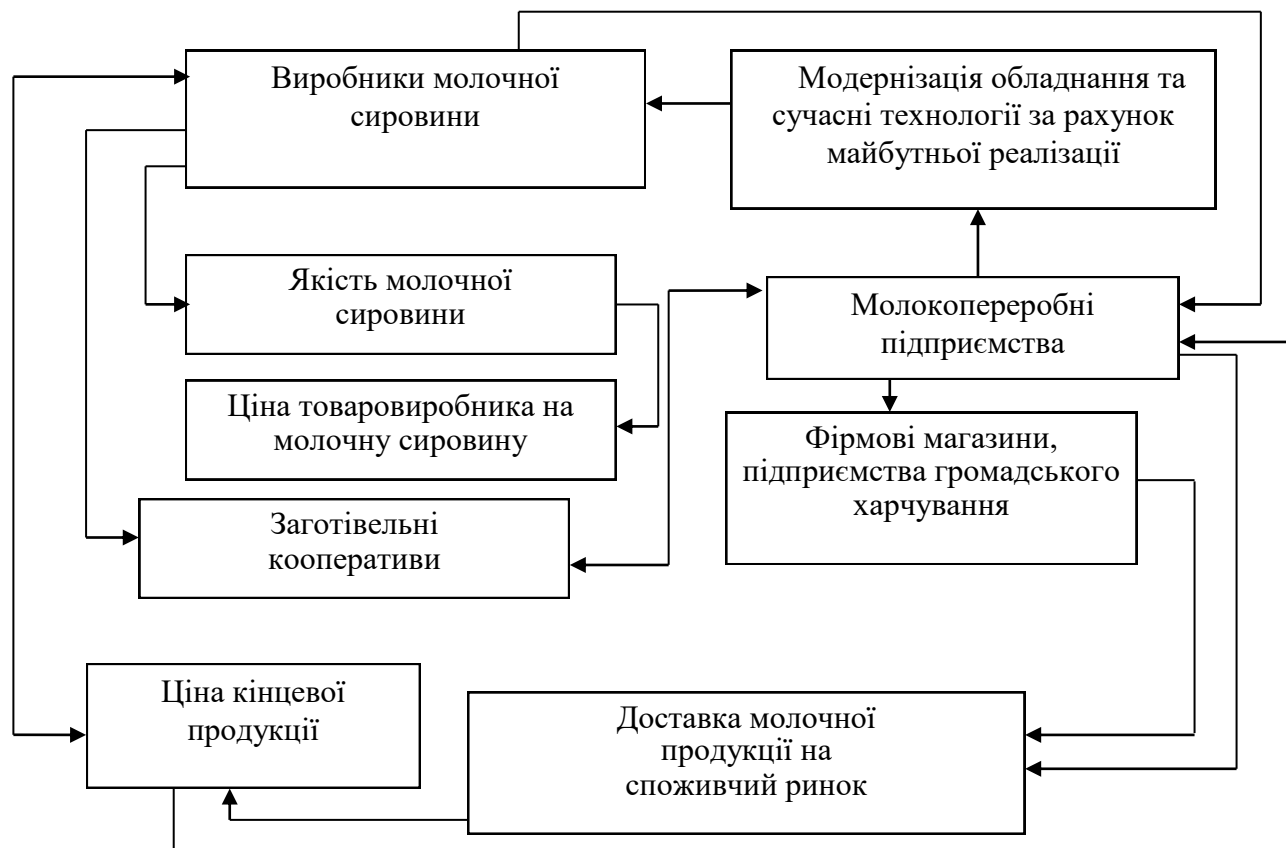 Виробники молочної
сировини
Модернізація обладнання та
сучасні технології за рахунок
майбутньої реалізації
Якість молочної
сировини
Молокопереробні
підприємства
Ціна товаровиробника на
молочну сировину
Фірмові магазини,
підприємства громадського
харчування
Заготівельні
кооперативи
Ціна кінцевої
продукції
Доставка молочної
продукції на
споживчий ринок